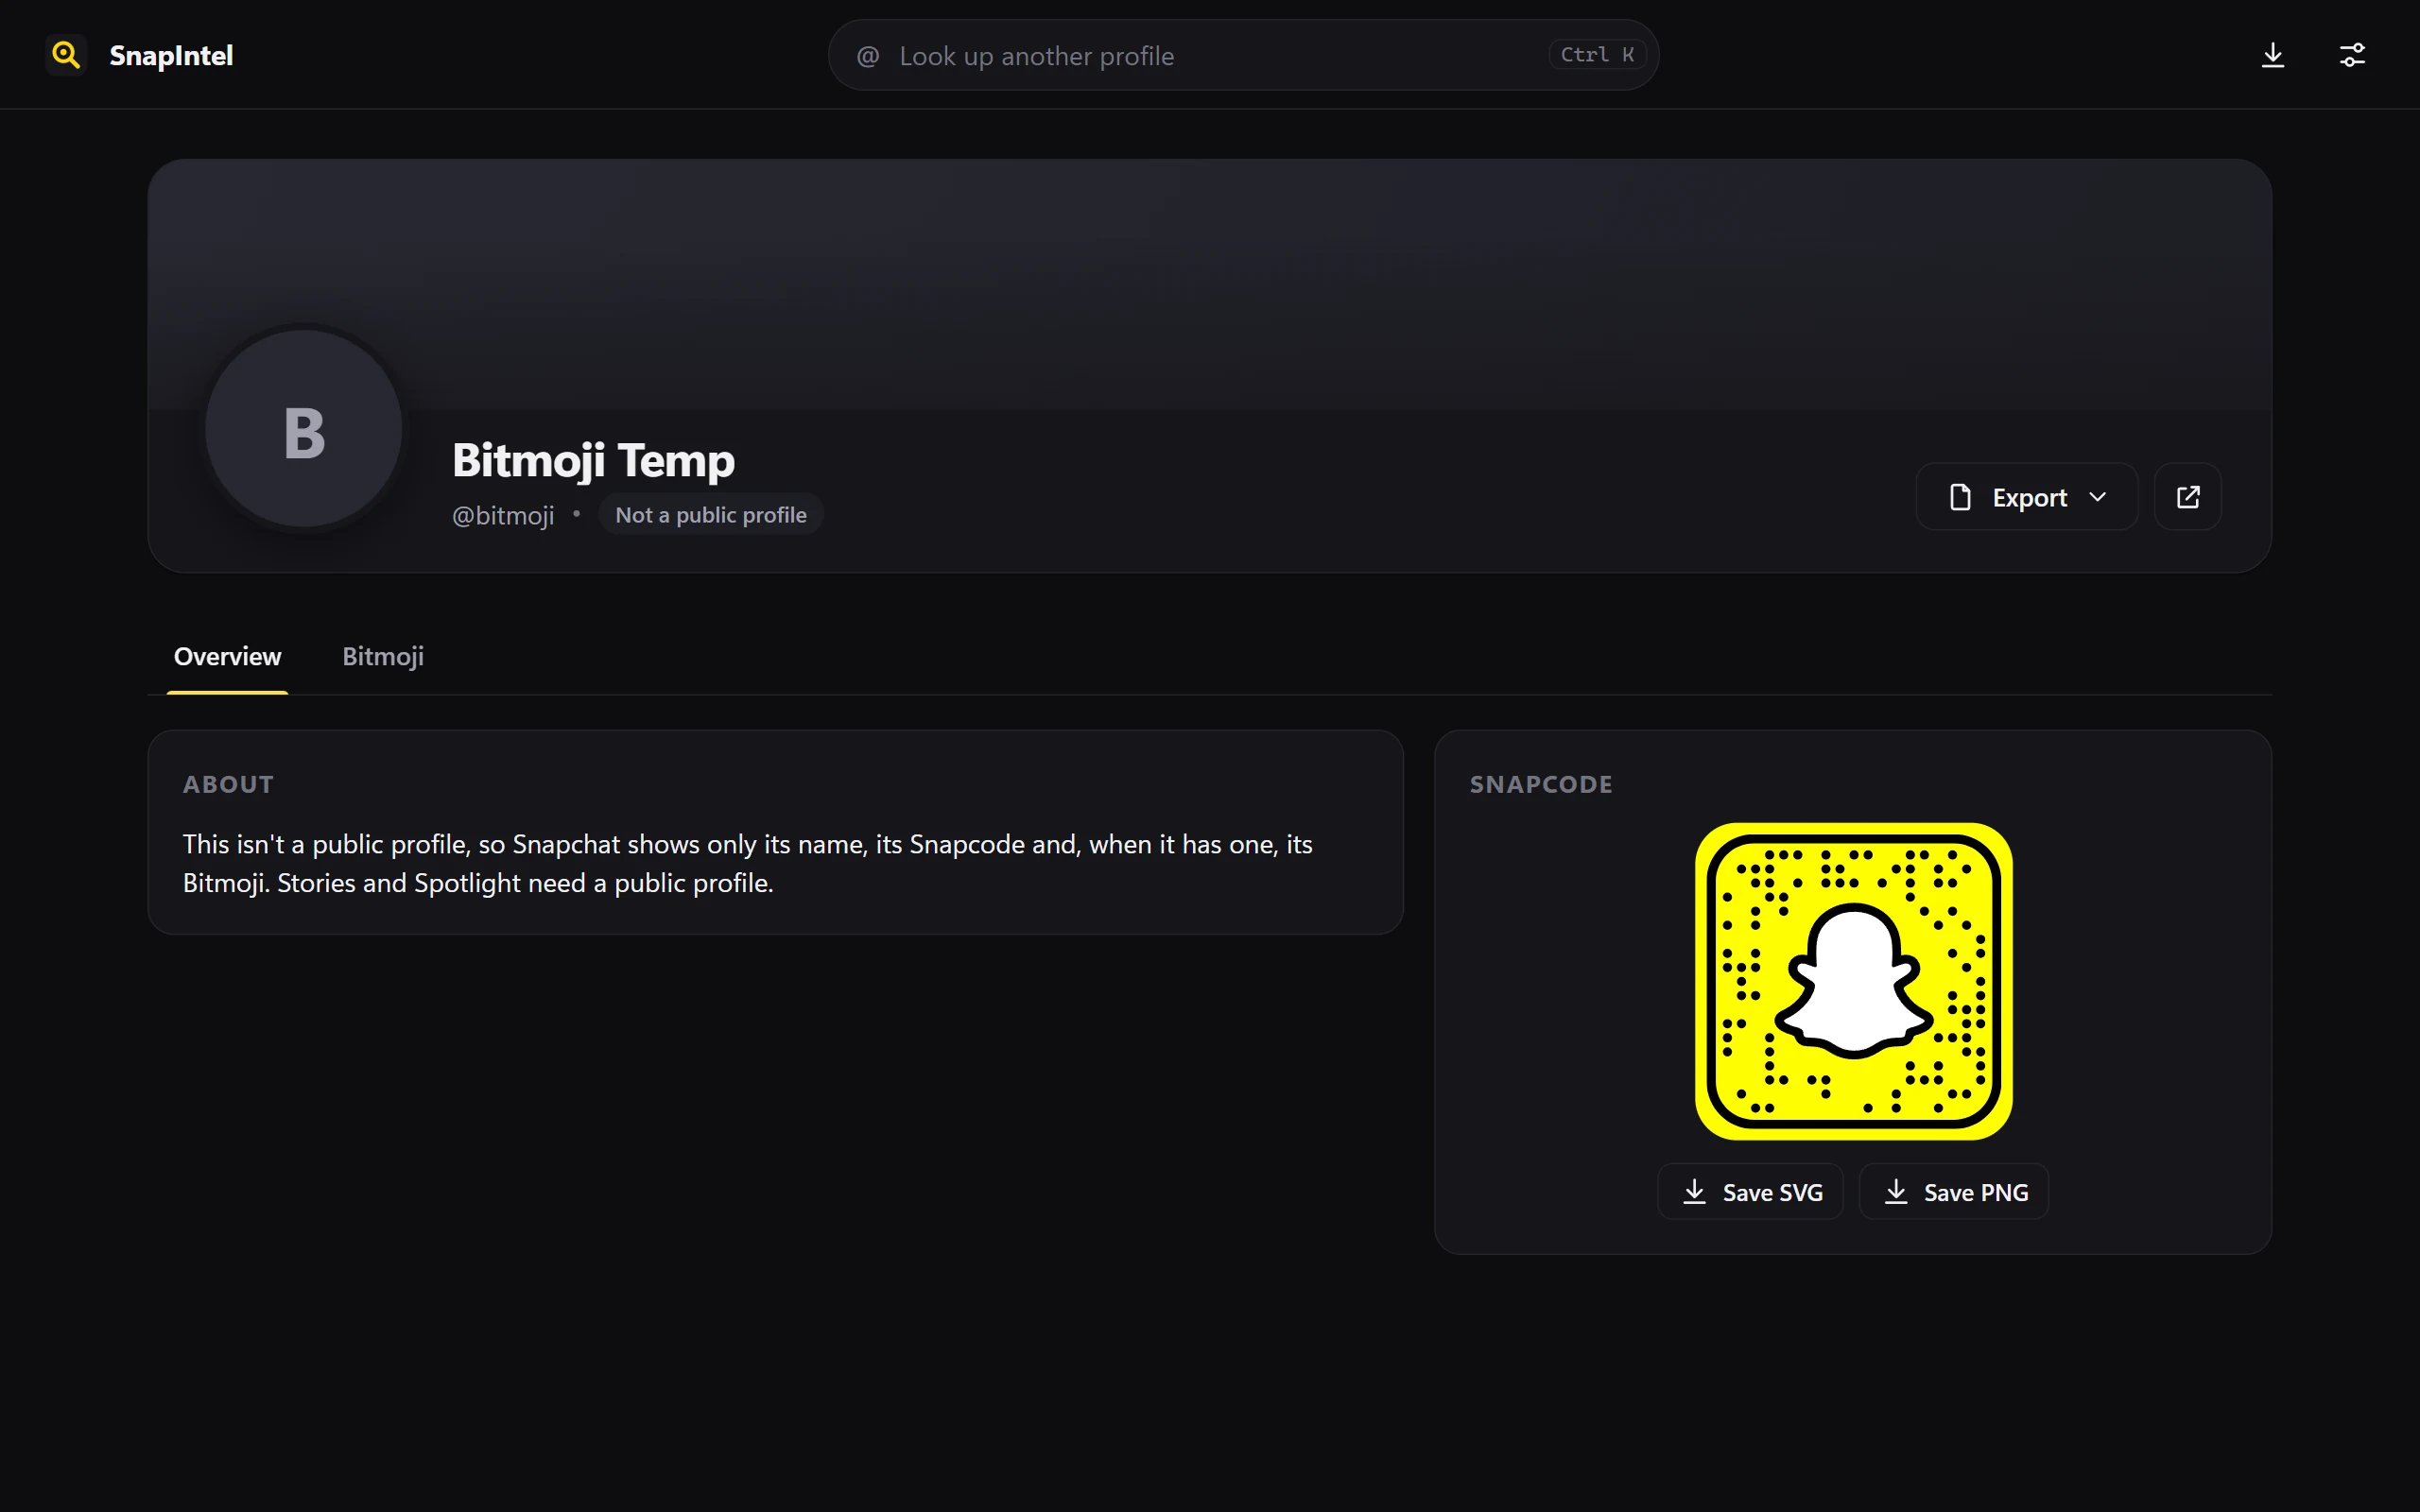 SnapIntel
@ Look up another profile
Ctrl K
B
Bitmoji Temp
@bitmoji • Not a public profile
Export
Overview
Bitmoji
ABOUT
This isn't a public profile, so Snapchat shows only its name, its Snapcode and, when it has one, its
Bitmoji. Stories and Spotlight need a public profile.
SNAPCODE
Save SVG
Save PNG